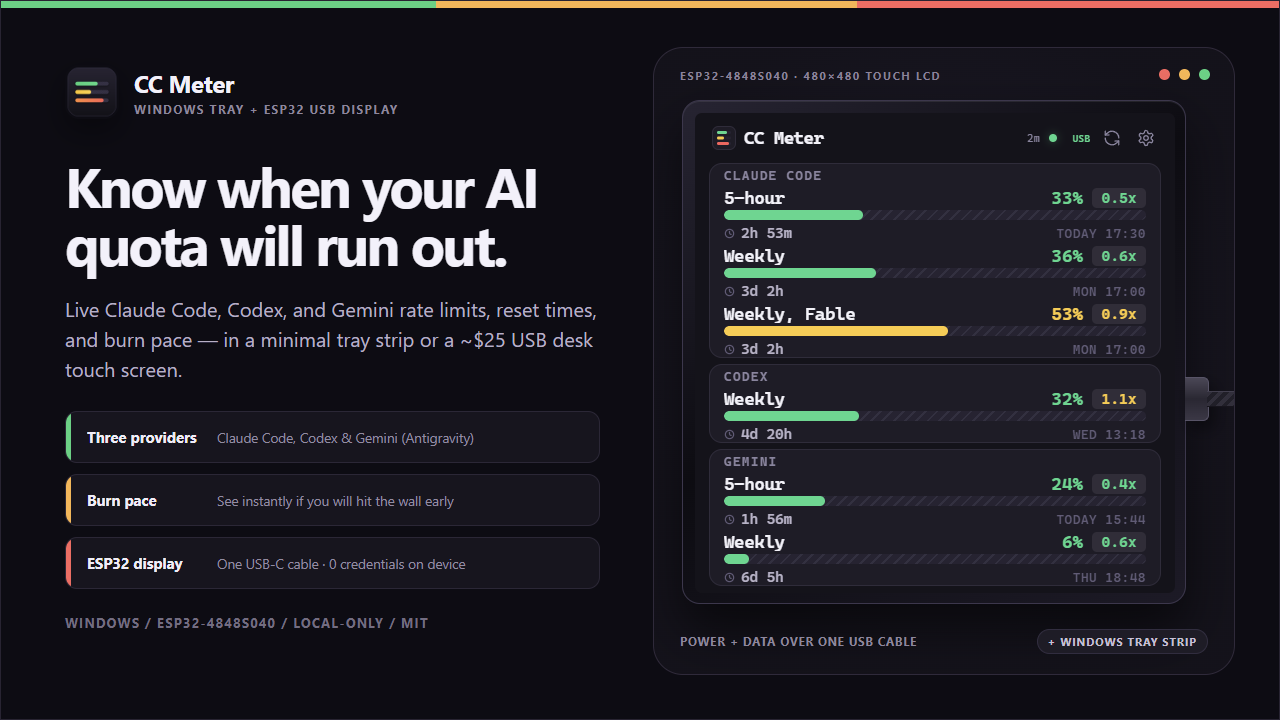 CC Meter
WINDOWS TRAY + ESP32 USB DISPLAY
Know when your AI
quota will run out.
Live Claude Code, Codex, and Gemini rate limits, reset times,
and burn pace — in a minimal tray strip or a ~$25 USB desk
touch screen.
Three providers Claude Code, Codex & Gemini (Antigravity)
Burn pace See instantly if you will hit the wall early
ESP32 display One USB-C cable · 0 credentials on device
WINDOWS / ESP32-4848S040 / LOCAL-ONLY / MIT
ESP32-4848S040 · 480×480 TOUCH LCD
CC Meter 2m USB
CLAUDE CODE
5-hour 33% 0.5x
2h 53m TODAY 17:30
Weekly 36% 0.6x
3d 2h MON 17:00
Weekly, Fable 53% 0.9x
3d 2h MON 17:00
CODEX
Weekly 32% 1.1x
4d 20h WED 13:18
GEMINI
5-hour 24% 0.4x
1h 56m TODAY 15:44
Weekly 6% 0.6x
6d 5h THU 18:48
POWER + DATA OVER ONE USB CABLE
+ WINDOWS TRAY STRIP